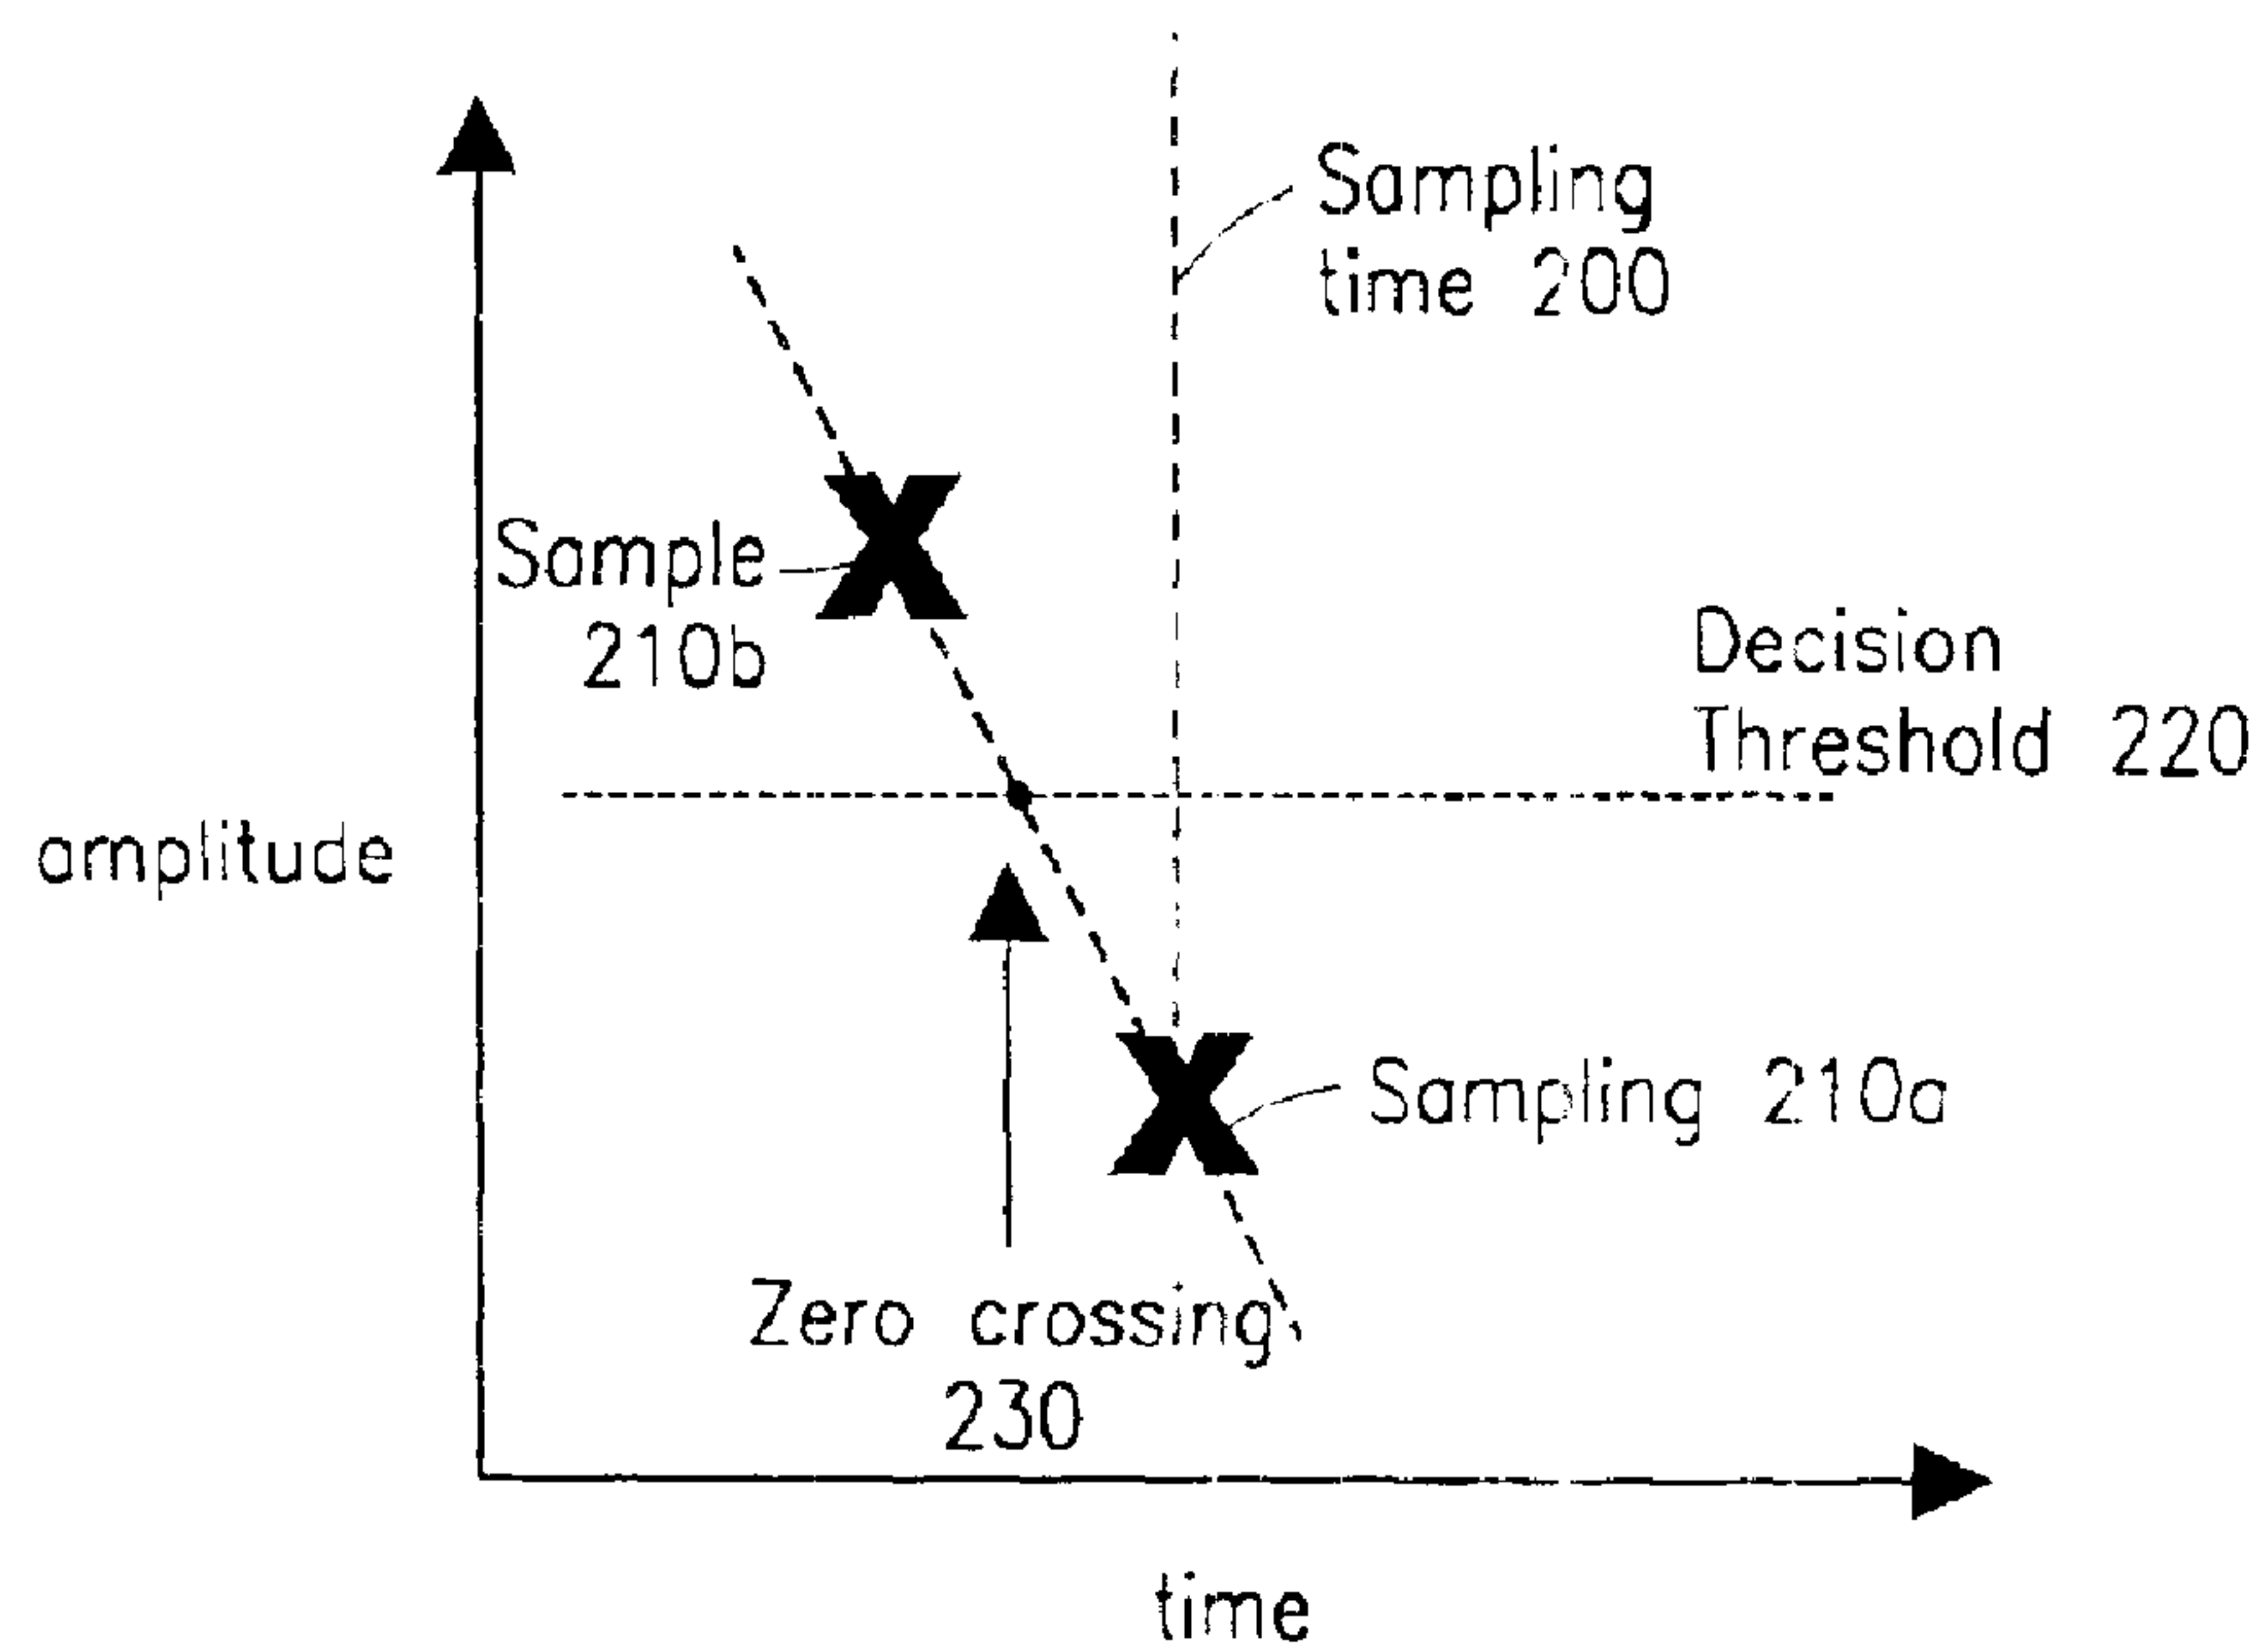 Sampling
time 200
Sample
210b
Decision
Threshold 220
amplitude
Sampling 210a
Zero crossing
230
time